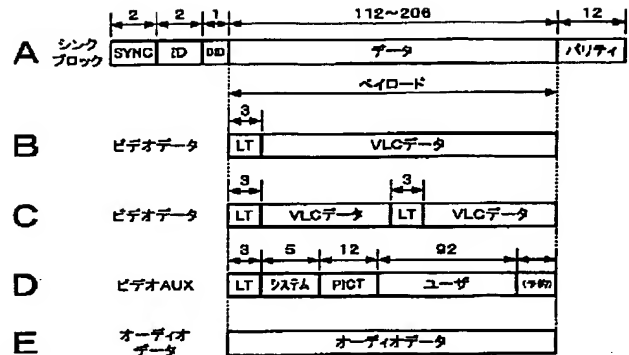 2 2 1 112~206 12
A シンクブロック SYNC ID DID データ パリティ
ペイロード
3
B ビデオデータ LT VLCデータ
3 3
C ビデオデータ LT VLCデータ LT VLCデータ
3 5 12 92
D ビデオAUX LT システム PICT ユーザ (予約)
E オーディオデータ オーディオデータ